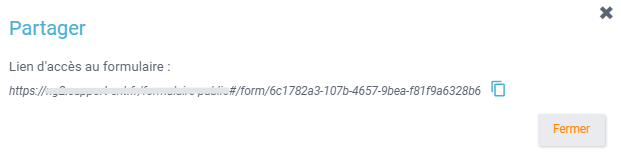 Partager
Lien d'accès au formulaire :
https:// #/form/6c1782a3-107b-4657-9bea-f81f9a6328b6
Fermer